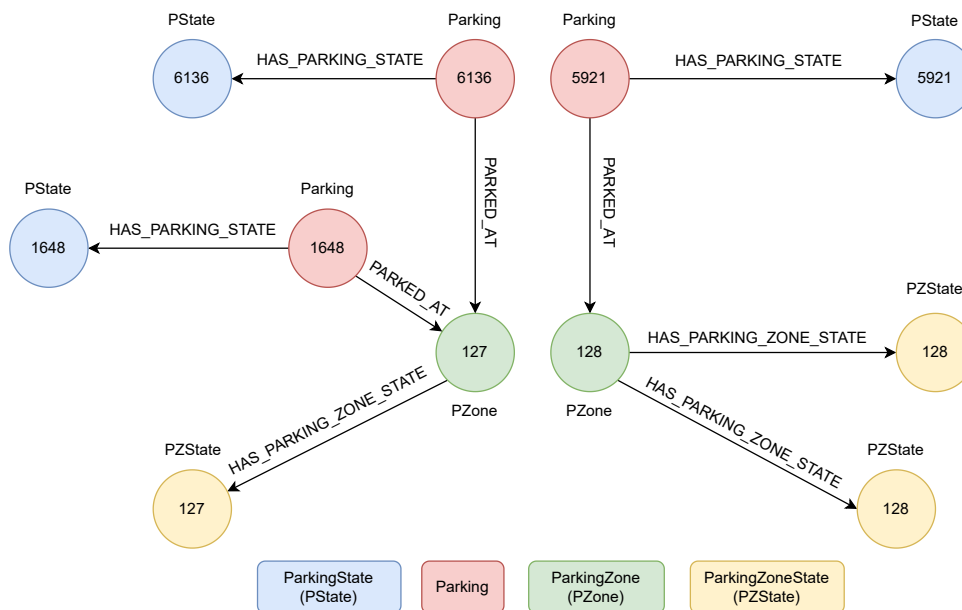 PState
Parking
Parking
PState
HAS_PARKING_STATE
HAS_PARKING_STATE
6136
6136
5921
5921
PARKED_AT
PARKED_AT
PState
Parking
HAS_PARKING_STATE
1648
1648
PARKED_AT
PZState
HAS_PARKING_ZONE_STATE
127
128
128
HAS_PARKING_ZONE_STATE
HAS_PARKING_ZONE_STATE
PZone
PZone
PZState
PZState
127
128
ParkingState
(PState)
Parking
ParkingZone
(PZone)
ParkingZoneState
(PZState)